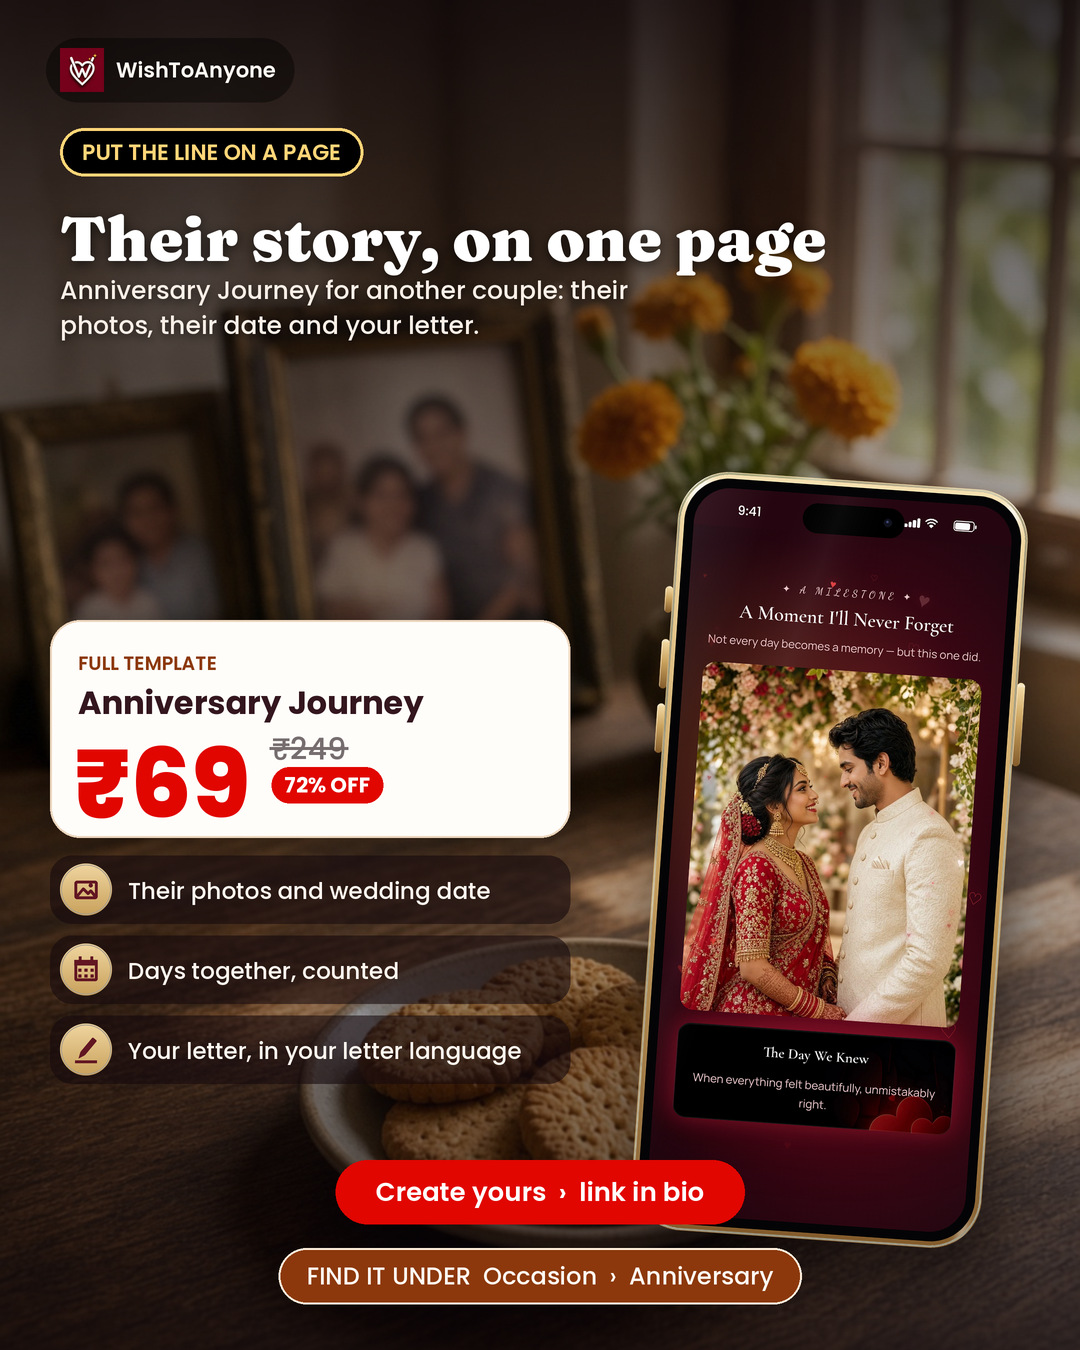 WishToAnyone
PUT THE LINE ON A PAGE
Their story, on one page
Anniversary Journey for another couple: their
photos, their date and your letter.
9:41
✦ A MILESTONE ✦
A Moment I'll Never Forget
Not every day becomes a memory — but this one did.
FULL TEMPLATE
Anniversary Journey
₹69
₹249
72% OFF
Their photos and wedding date
Days together, counted
Your letter, in your letter language
The Day We Knew
When everything felt beautifully, unmistakably
right.
Create yours › link in bio
FIND IT UNDER Occasion › Anniversary